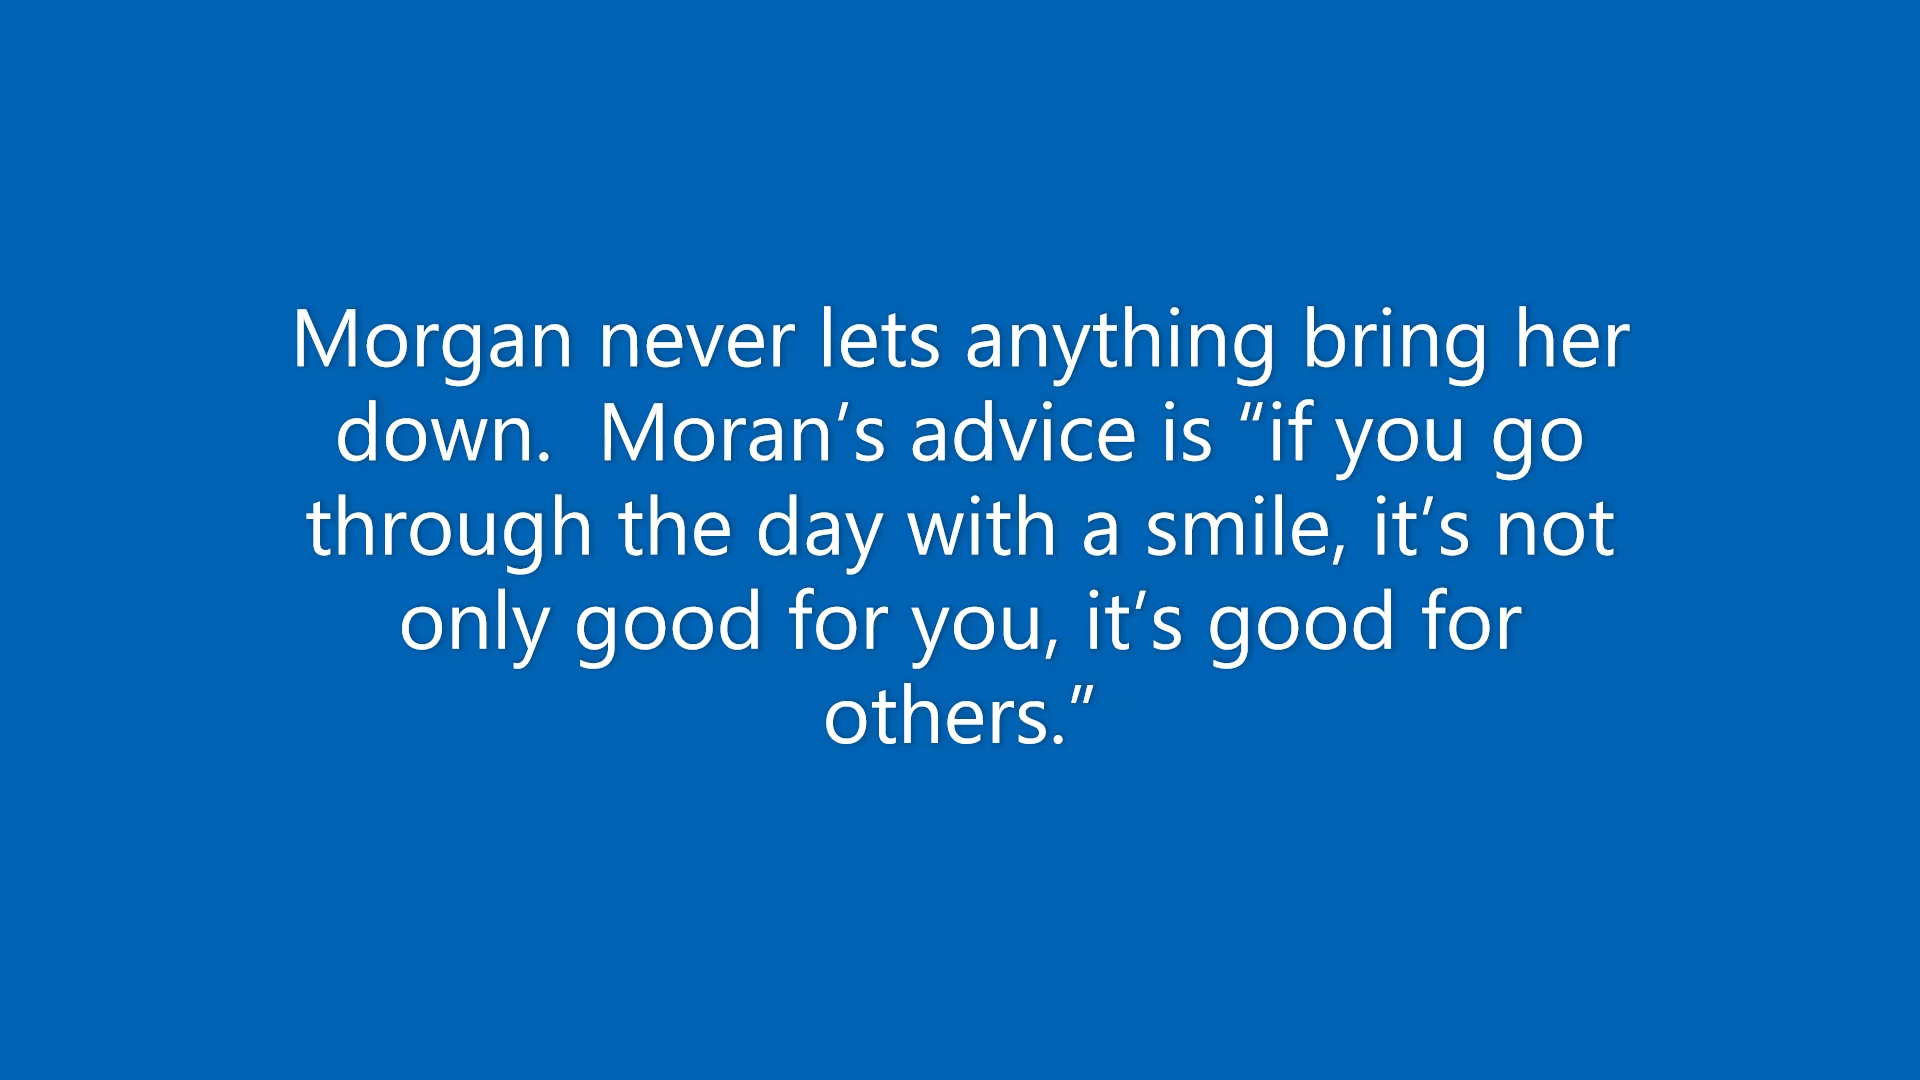 Morgan never lets anything bring her
down.  Moran’s advice is “if you go
through the day with a smile, it’s not
only good for you, it’s good for
others.”